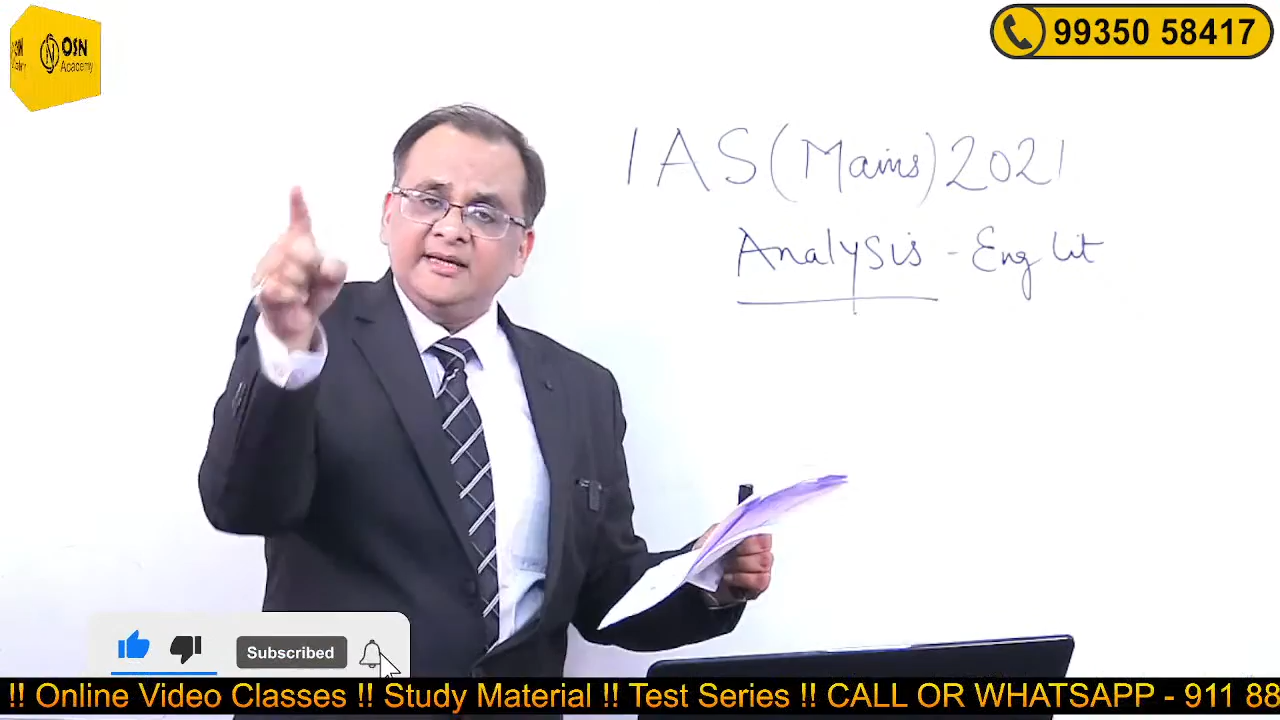 OSN
Academy
99350 58417
IAS (Mains) 2021
Analysis - Eng lit
Subscribed
!! Online Video Classes !! Study Material !! Test Series !! CALL OR WHATSAPP - 911 88